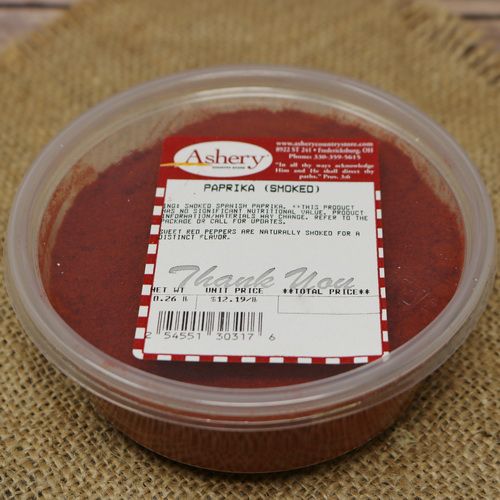 Ashery
COUNTRY STORE
www.asherycountrystore.com
8922 ST 241 • Fredericksburg, OH
Phone: 330-359-5615
"In all thy ways acknowledge
Him and He shall direct thy
paths." Prov. 3:6
PAPRIKA (SMOKED)
ING: SMOKED SPANISH PAPRIKA. **THIS PRODUCT
HAS NO SIGNIFICANT NUTRITIONAL VALUE. PRODUCT
INFORMATION/MATERIALS MAY CHANGE. REFER TO THE
PACKAGE OR CALL FOR UPDATES.
SWEET RED PEPPERS ARE NATURALLY SMOKED FOR A
DISTINCT FLAVOR.
Thank You
NET WT UNIT PRICE **TOTAL PRICE**
0.26 lb $12.19/lb
2 54551 30317 6